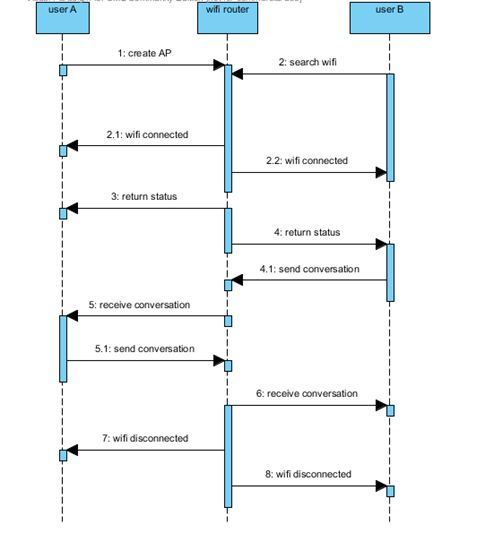 user A
wifi router
user B
1: create AP
2: search wifi
2.1: wifi connected
2.2: wifi connected
3: return status
4: return status
4.1: send conversation
5: receive conversation
5.1: send conversation
6: receive conversation
7: wifi disconnected
8: wifi disconnected